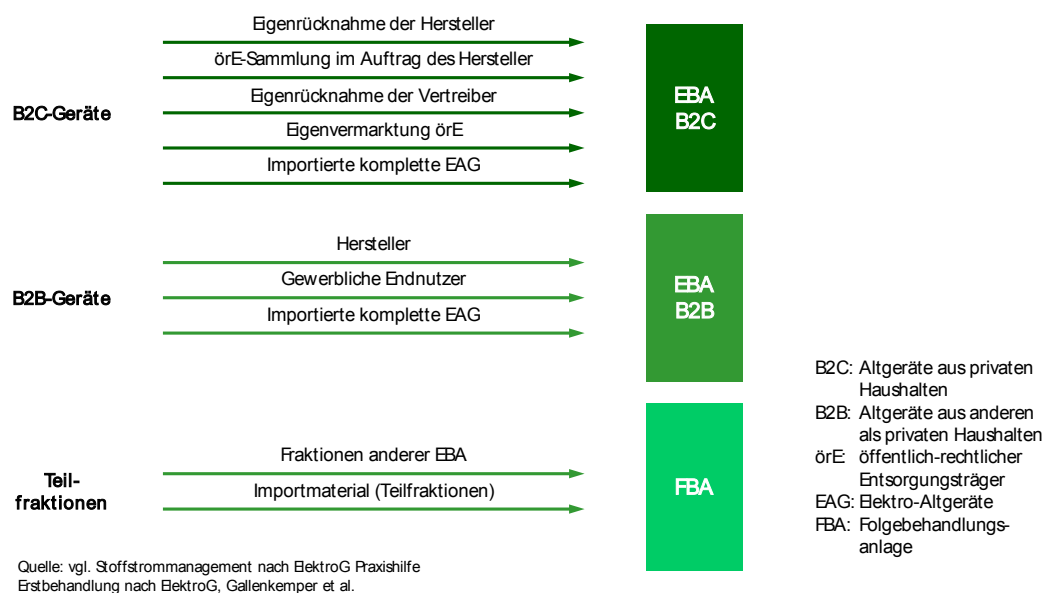 B2C-Geräte
Eigenrücknahme der Hersteller
örE-Sammlung im Auftrag des Hersteller
Eigenrücknahme der Vertreiber
Eigenvermarktung örE
Importierte komplette EAG
EBA
B2C
B2B-Geräte
Hersteller
Gewerbliche Endnutzer
Importierte komplette EAG
EBA
B2B
Teil-
fraktionen
Fraktionen anderer EBA
Importmaterial (Teilfraktionen)
FBA
B2C: Altgeräte aus privaten
Haushalten
B2B: Altgeräte aus anderen
als privaten Haushalten
örE: öffentlich-rechtlicher
Entsorgungsträger
EAG: Elektro-Altgeräte
FBA: Folgebehandlungs-
anlage
Quelle: vgl. Stoffstrommanagement nach ElektroG Praxishilfe
Erstbehandlung nach ElektroG, Gallenkemper et al.